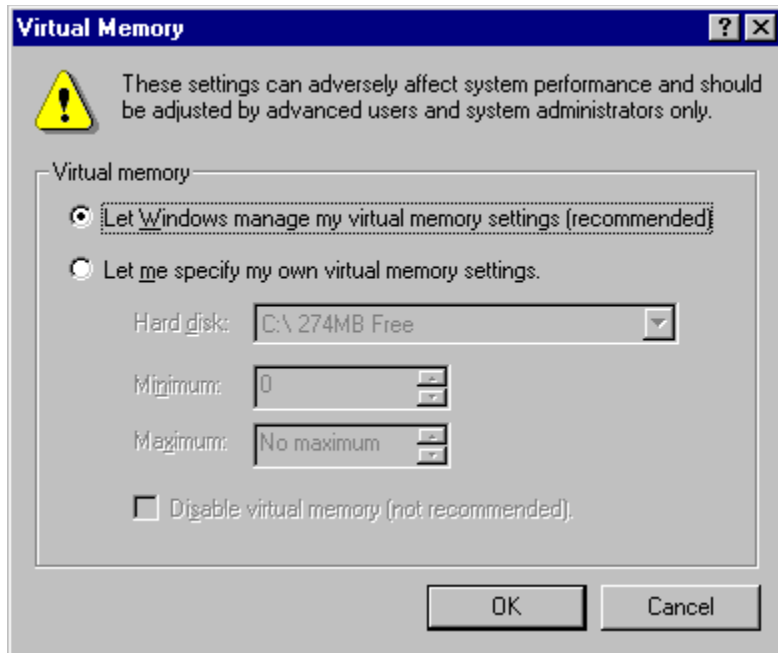 Virtual Memory
These settings can adversely affect system performance and should
be adjusted by advanced users and system administrators only.
Virtual memory
Let Windows manage my virtual memory settings (recommended)
Let me specify my own virtual memory settings.
Hard disk: C:\ 274MB Free
Minimum: 0
Maximum: No maximum
Disable virtual memory (not recommended).
OK Cancel